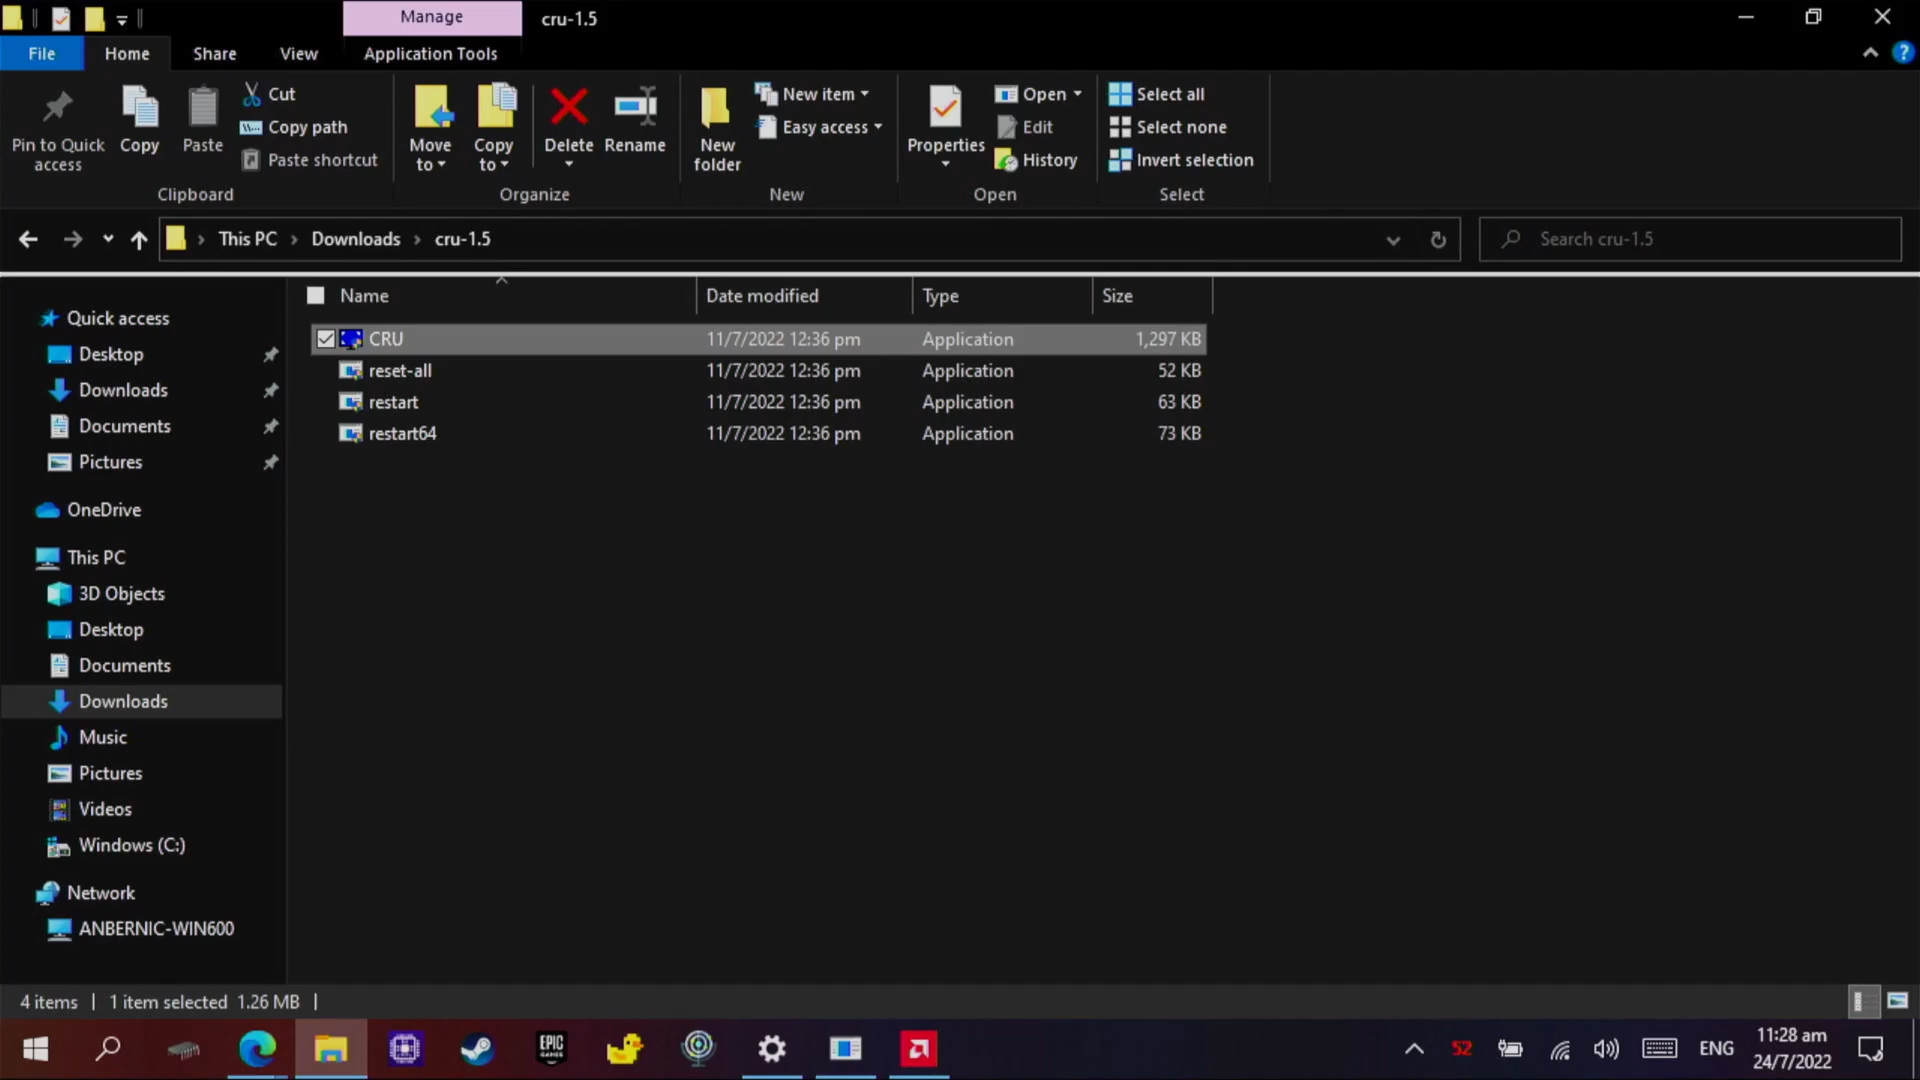 Manage
cru-1.5
File
Home
Share
View
Application Tools
Pin to Quick access
Copy
Paste
Cut
Copy path
Paste shortcut
Clipboard
Move to
Copy to
Delete
Rename
Organize
New folder
New item
Easy access
New
Properties
Open
Edit
History
Open
Select all
Select none
Invert selection
Select
This PC
Downloads
cru-1.5
Search cru-1.5
Name
Date modified
Type
Size
CRU 11/7/2022 12:36 pm Application 1,297 KB
reset-all 11/7/2022 12:36 pm Application 52 KB
restart 11/7/2022 12:36 pm Application 63 KB
restart64 11/7/2022 12:36 pm Application 73 KB
Quick access
Desktop
Downloads
Documents
Pictures
OneDrive
This PC
3D Objects
Desktop
Documents
Downloads
Music
Pictures
Videos
Windows (C:)
Network
ANBERNIC-WIN600
4 items
1 item selected 1.26 MB
EPIC GAMES
52
ENG
11:28 am
24/7/2022